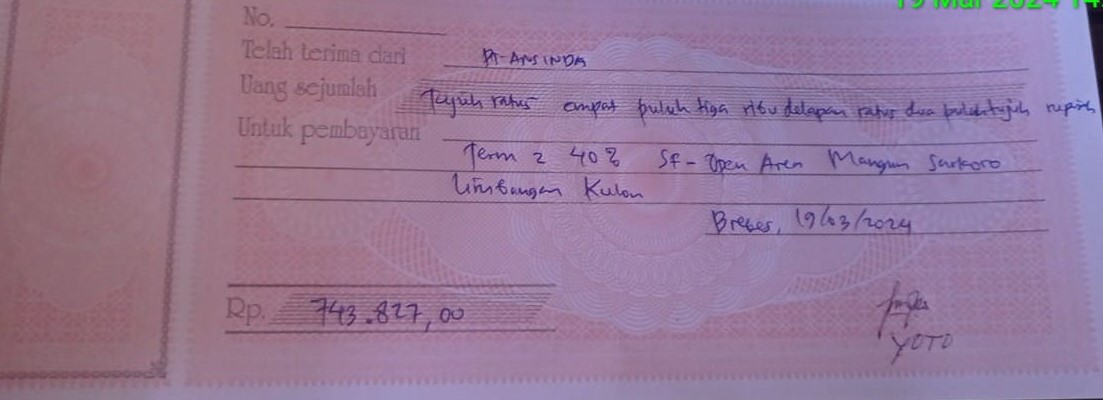 19 Mar 2024 14
No.
Telah terima dari PT-ANSINDA
Uang sejumlah Tujuh ratus empat puluh tiga ribu delapan ratus dua puluh tujuh rupiah
Untuk pembayaran
Term 2 40% SF-Open Aren Mangun Sarkoro
Limbangan Kulon
Brebes, 19/03/2024
Rp. 743.827,00
YOTO